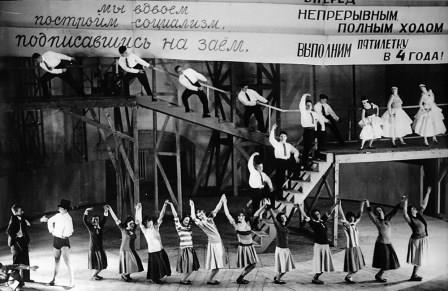 мы вдвоем
построим социализм,
подписавшись на заём.
ВПЕРЕД
НЕПРЕРЫВНЫМ
ПОЛНЫМ ХОДОМ
ВЫПОЛНИМ ПЯТИЛЕТКУ
В 4 ГОДА!